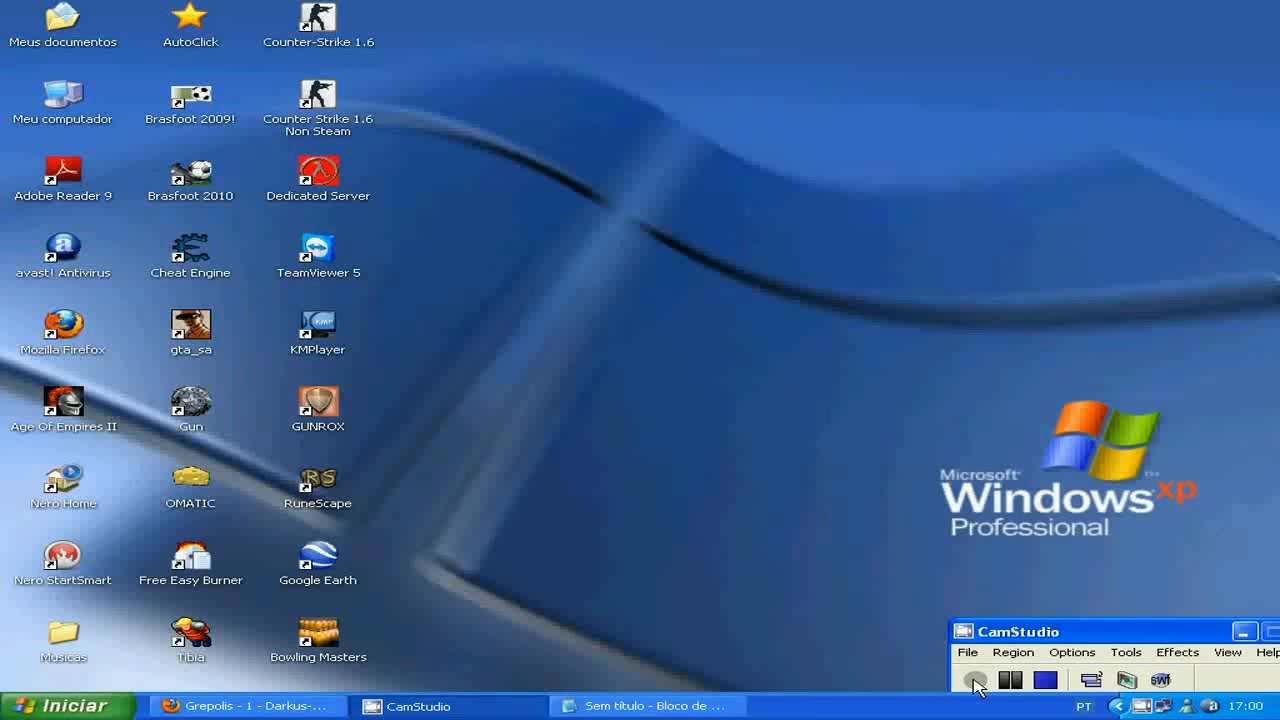 Meus documentos
AutoClick
Counter-Strike 1.6
Meu computador
Brasfoot 2009!
Counter Strike 1.6
Non Steam
Adobe Reader 9
Brasfoot 2010
Dedicated Server
avast! Antivirus
Cheat Engine
TeamViewer 5
Mozilla Firefox
gta_sa
KMP
KMPlayer
Age Of Empires II
Gun
GUNROX
Nero Home
OMATIC
RS
RuneScape
Nero StartSmart
Free Easy Burner
Google Earth
Musicas
Tibia
Bowling Masters
Microsoft
Windows xp
Professional
CamStudio
File Region Options Tools Effects View Help
SWF
Iniciar
Grepolis - 1 - Darkus-...
CamStudio
Sem título - Bloco de ...
PT
17:00